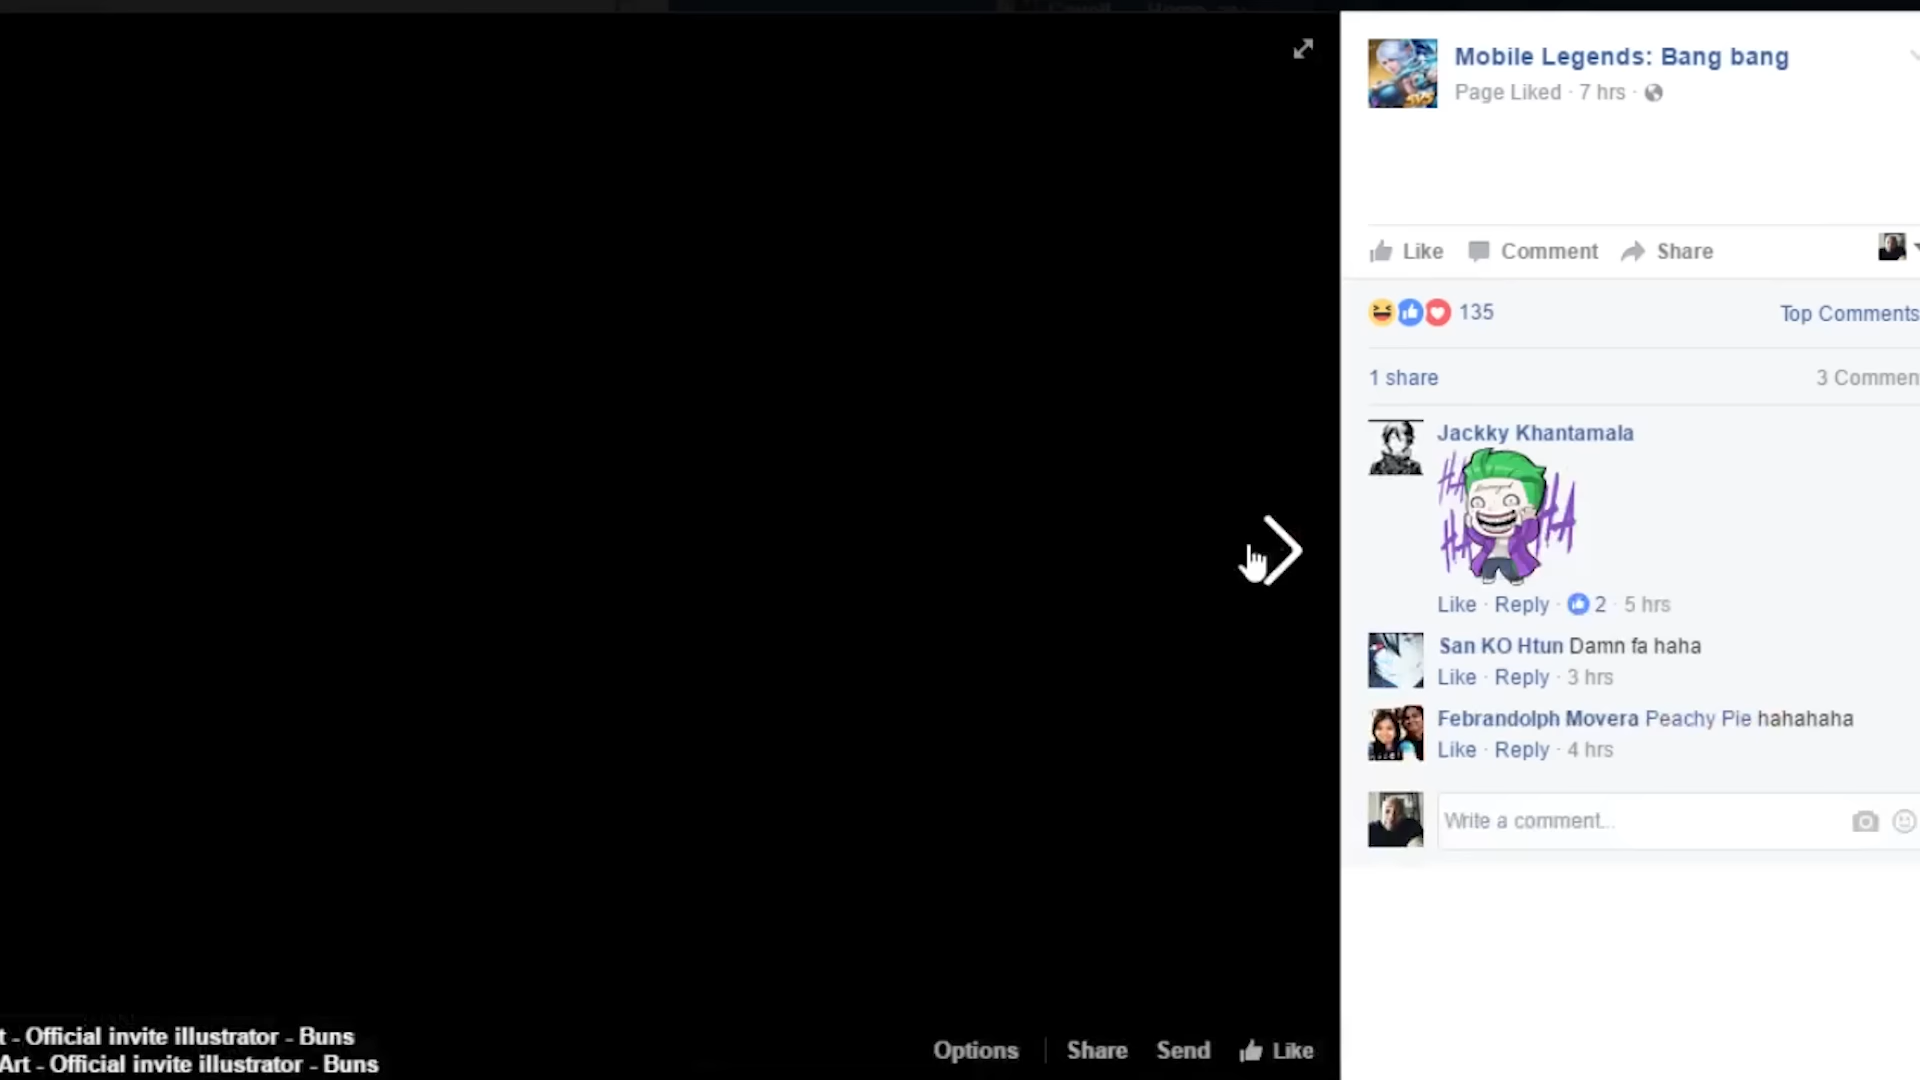 Mobile Legends: Bang bang
Page Liked · 7 hrs ·
Like Comment Share
135
Top Comments
1 share
3 Commen
Jackky Khantamala
HA HA HA
Like · Reply · 2 · 5 hrs
San KO Htun Damn fa haha
Like · Reply · 3 hrs
Febrandolph Movera Peachy Pie hahahaha
Like · Reply · 4 hrs
Write a comment...
t - Official invite illustrator - Buns
Art - Official invite illustrator - Buns
Options Share Send Like